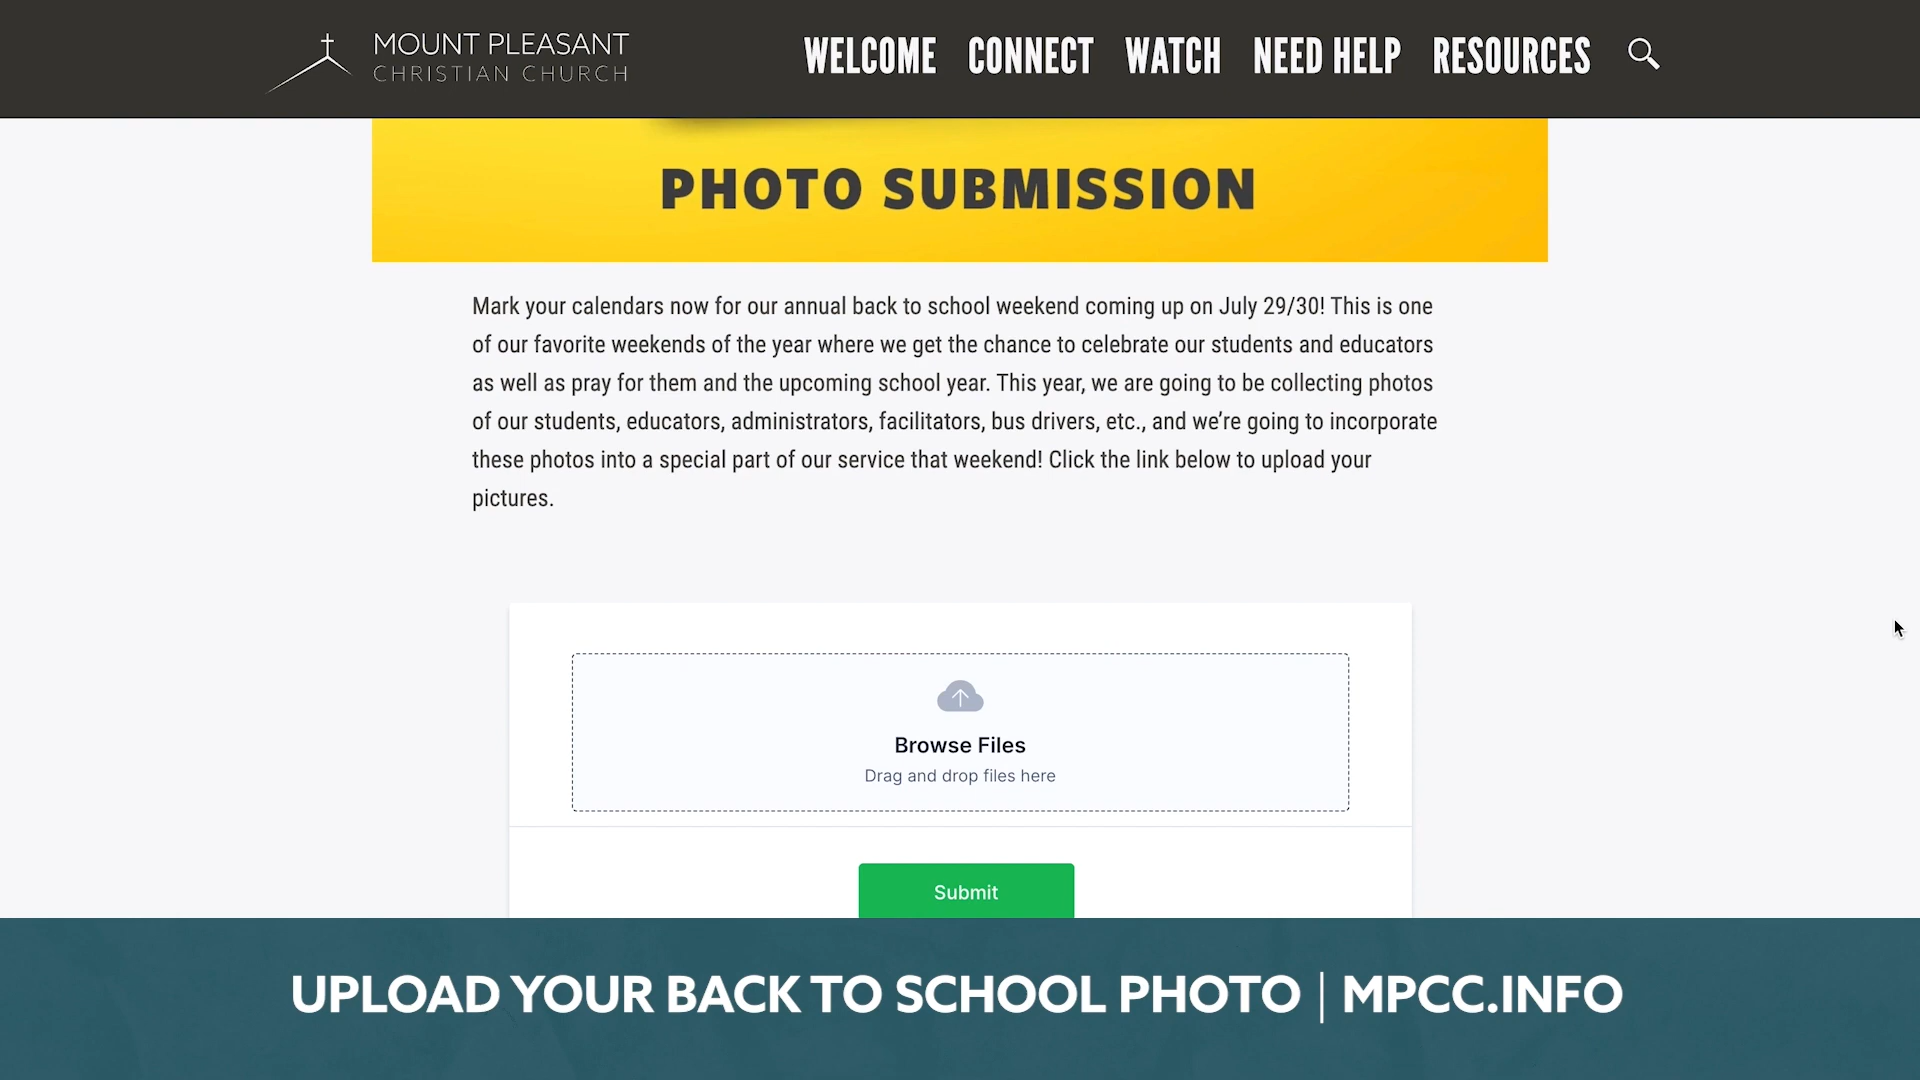 MOUNT PLEASANT
CHRISTIAN CHURCH
WELCOME CONNECT WATCH NEED HELP RESOURCES
PHOTO SUBMISSION
Mark your calendars now for our annual back to school weekend coming up on July 29/30! This is one
of our favorite weekends of the year where we get the chance to celebrate our students and educators
as well as pray for them and the upcoming school year. This year, we are going to be collecting photos
of our students, educators, administrators, facilitators, bus drivers, etc., and we’re going to incorporate
these photos into a special part of our service that weekend! Click the link below to upload your
pictures.
Browse Files
Drag and drop files here
Submit
UPLOAD YOUR BACK TO SCHOOL PHOTO | MPCC.INFO